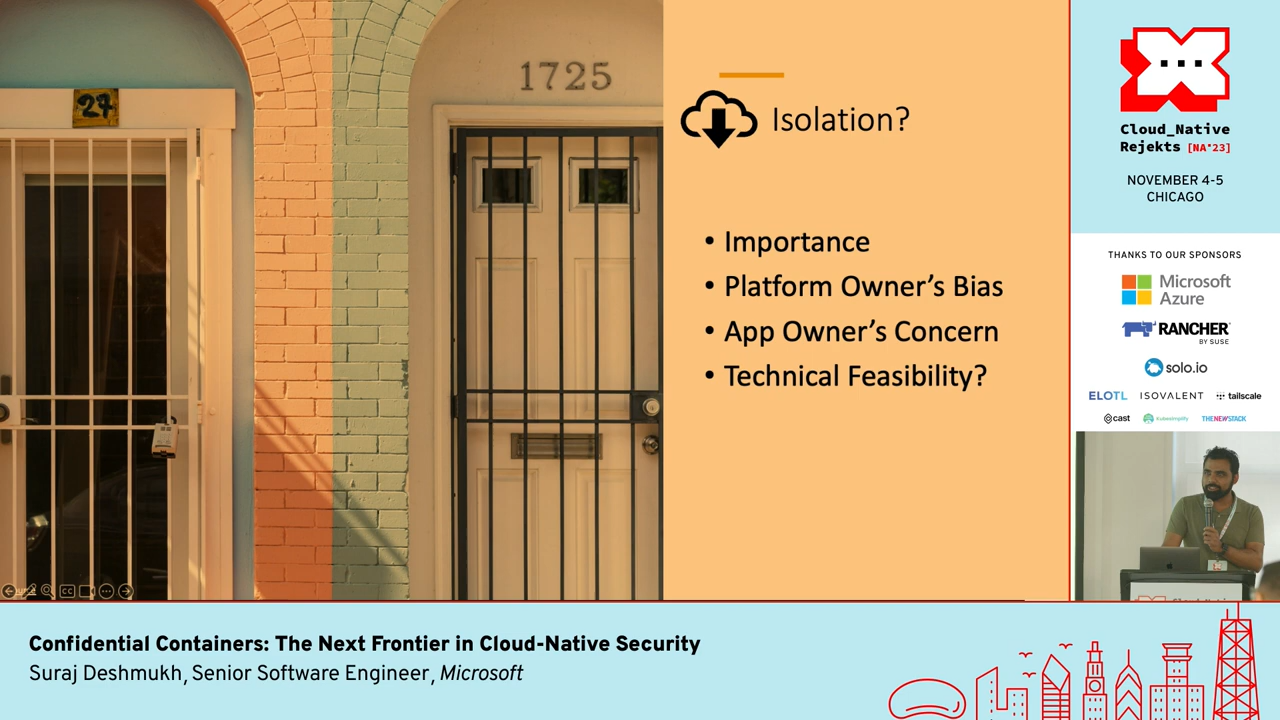 27
1725
Isolation?
• Importance
• Platform Owner’s Bias
• App Owner’s Concern
• Technical Feasibility?
Cloud_Native
Rejekts [NA'23]
NOVEMBER 4-5
CHICAGO
THANKS TO OUR SPONSORS
Microsoft
Azure
RANCHER
BY SUSE
solo.io
ELOTL ISOVALENT tailscale
cast kubesimplify THENEWSTACK
CC
Confidential Containers: The Next Frontier in Cloud-Native Security
Suraj Deshmukh, Senior Software Engineer, Microsoft